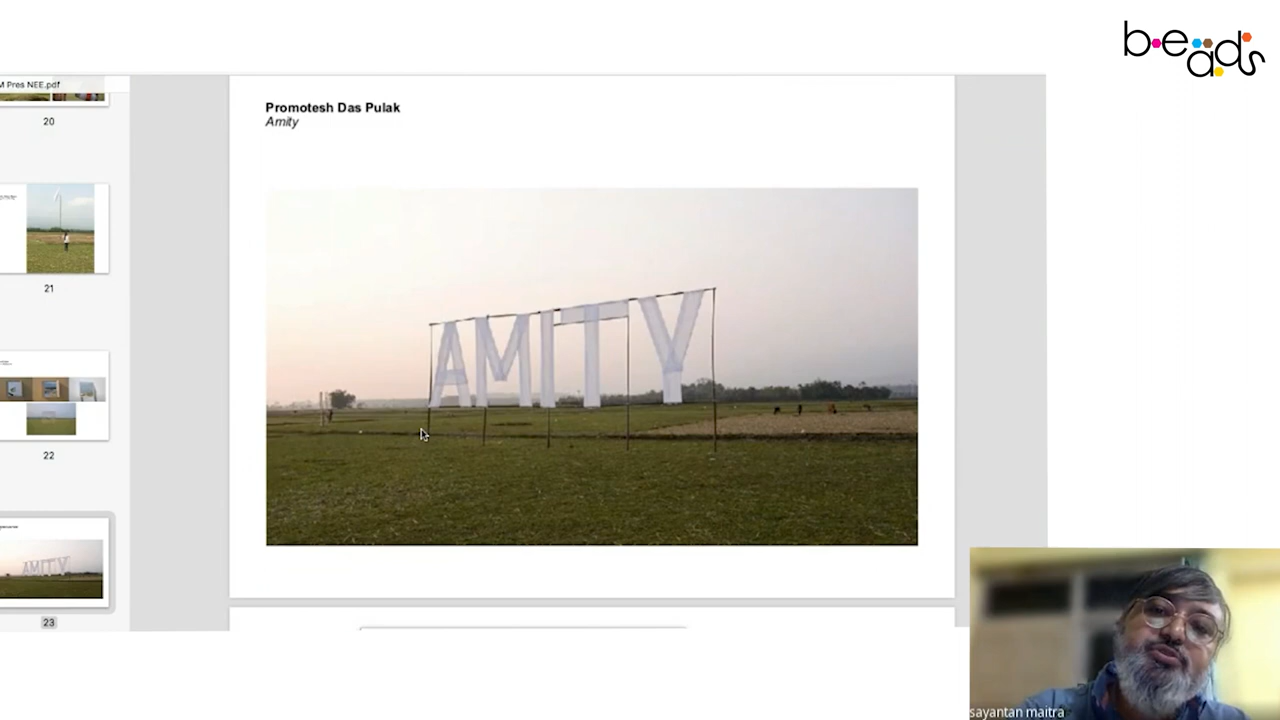 beads
M Pres NEE.pdf
20
21
22
23
Promotesh Das Pulak
Amity
AMITY
sayantan maitra